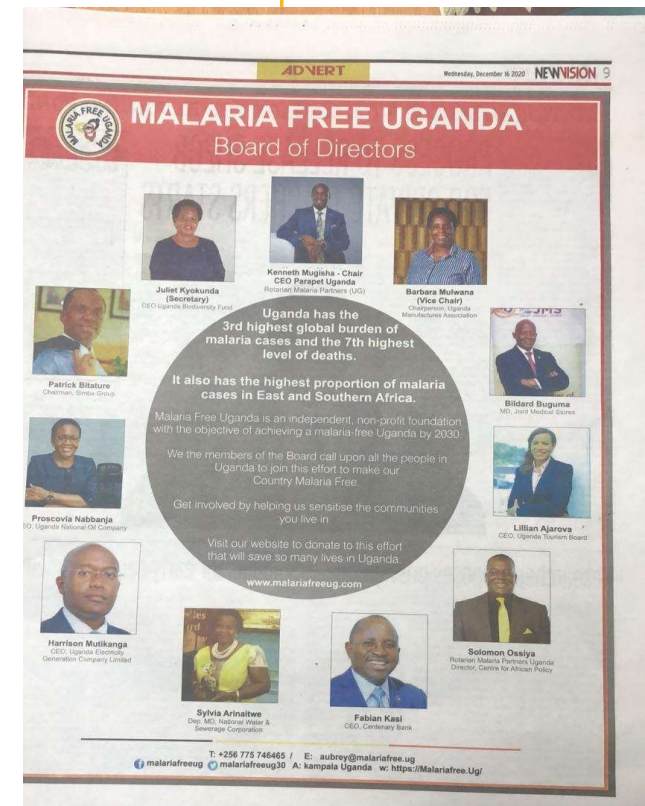 ADVERT
Wednesday, December 16 2020 NEW VISION 9
MALARIA FREE UGANDA
MALARIA FREE UGANDA
Board of Directors
Kenneth Mugisha - Chair
CEO Parapet Uganda
Rotarian Malaria Partners (UG)
Juliet Kyokunda
(Secretary)
CEO Uganda Biodiversity Fund
Barbara Mulwana
(Vice Chair)
Chairperson, Uganda
Manufactures Association
Patrick Bitature
Chairman, Simba Group
JMS
Bildard Buguma
MD, Joint Medical Stores
Proscovia Nabbanja
Uganda National Oil Company
Lillian Ajarova
CEO, Uganda Tourism Board
Harrison Mutikanga
CEO, Uganda Electricity
Generation Company Limited
Solomon Ossiya
Rotarian Malaria Partners Uganda
Director, Centre for African Policy
Sylvia Arinaitwe
Dep. MD, National Water &
Sewerage Corporation
Fabian Kasi
CEO, Centenary Bank
Uganda has the
3rd highest global burden of
malaria cases and the 7th highest
level of deaths.
It also has the highest proportion of malaria
cases in East and Southern Africa.
Malaria Free Uganda is an independent, non-profit foundation
with the objective of achieving a malaria-free Uganda by 2030.
We the members of the Board call upon all the people in
Uganda to join this effort to make our
Country Malaria Free.
Get involved by helping us sensitise the communities
you live in.
Visit our website to donate to this effort
that will save so many lives in Uganda.
www.malariafreeug.com
T: +256 775 746465 / E: aubrey@malariafree.ug
malariafreeug malariafreeug30 A: kampala Uganda w: https://Malariafree.Ug/